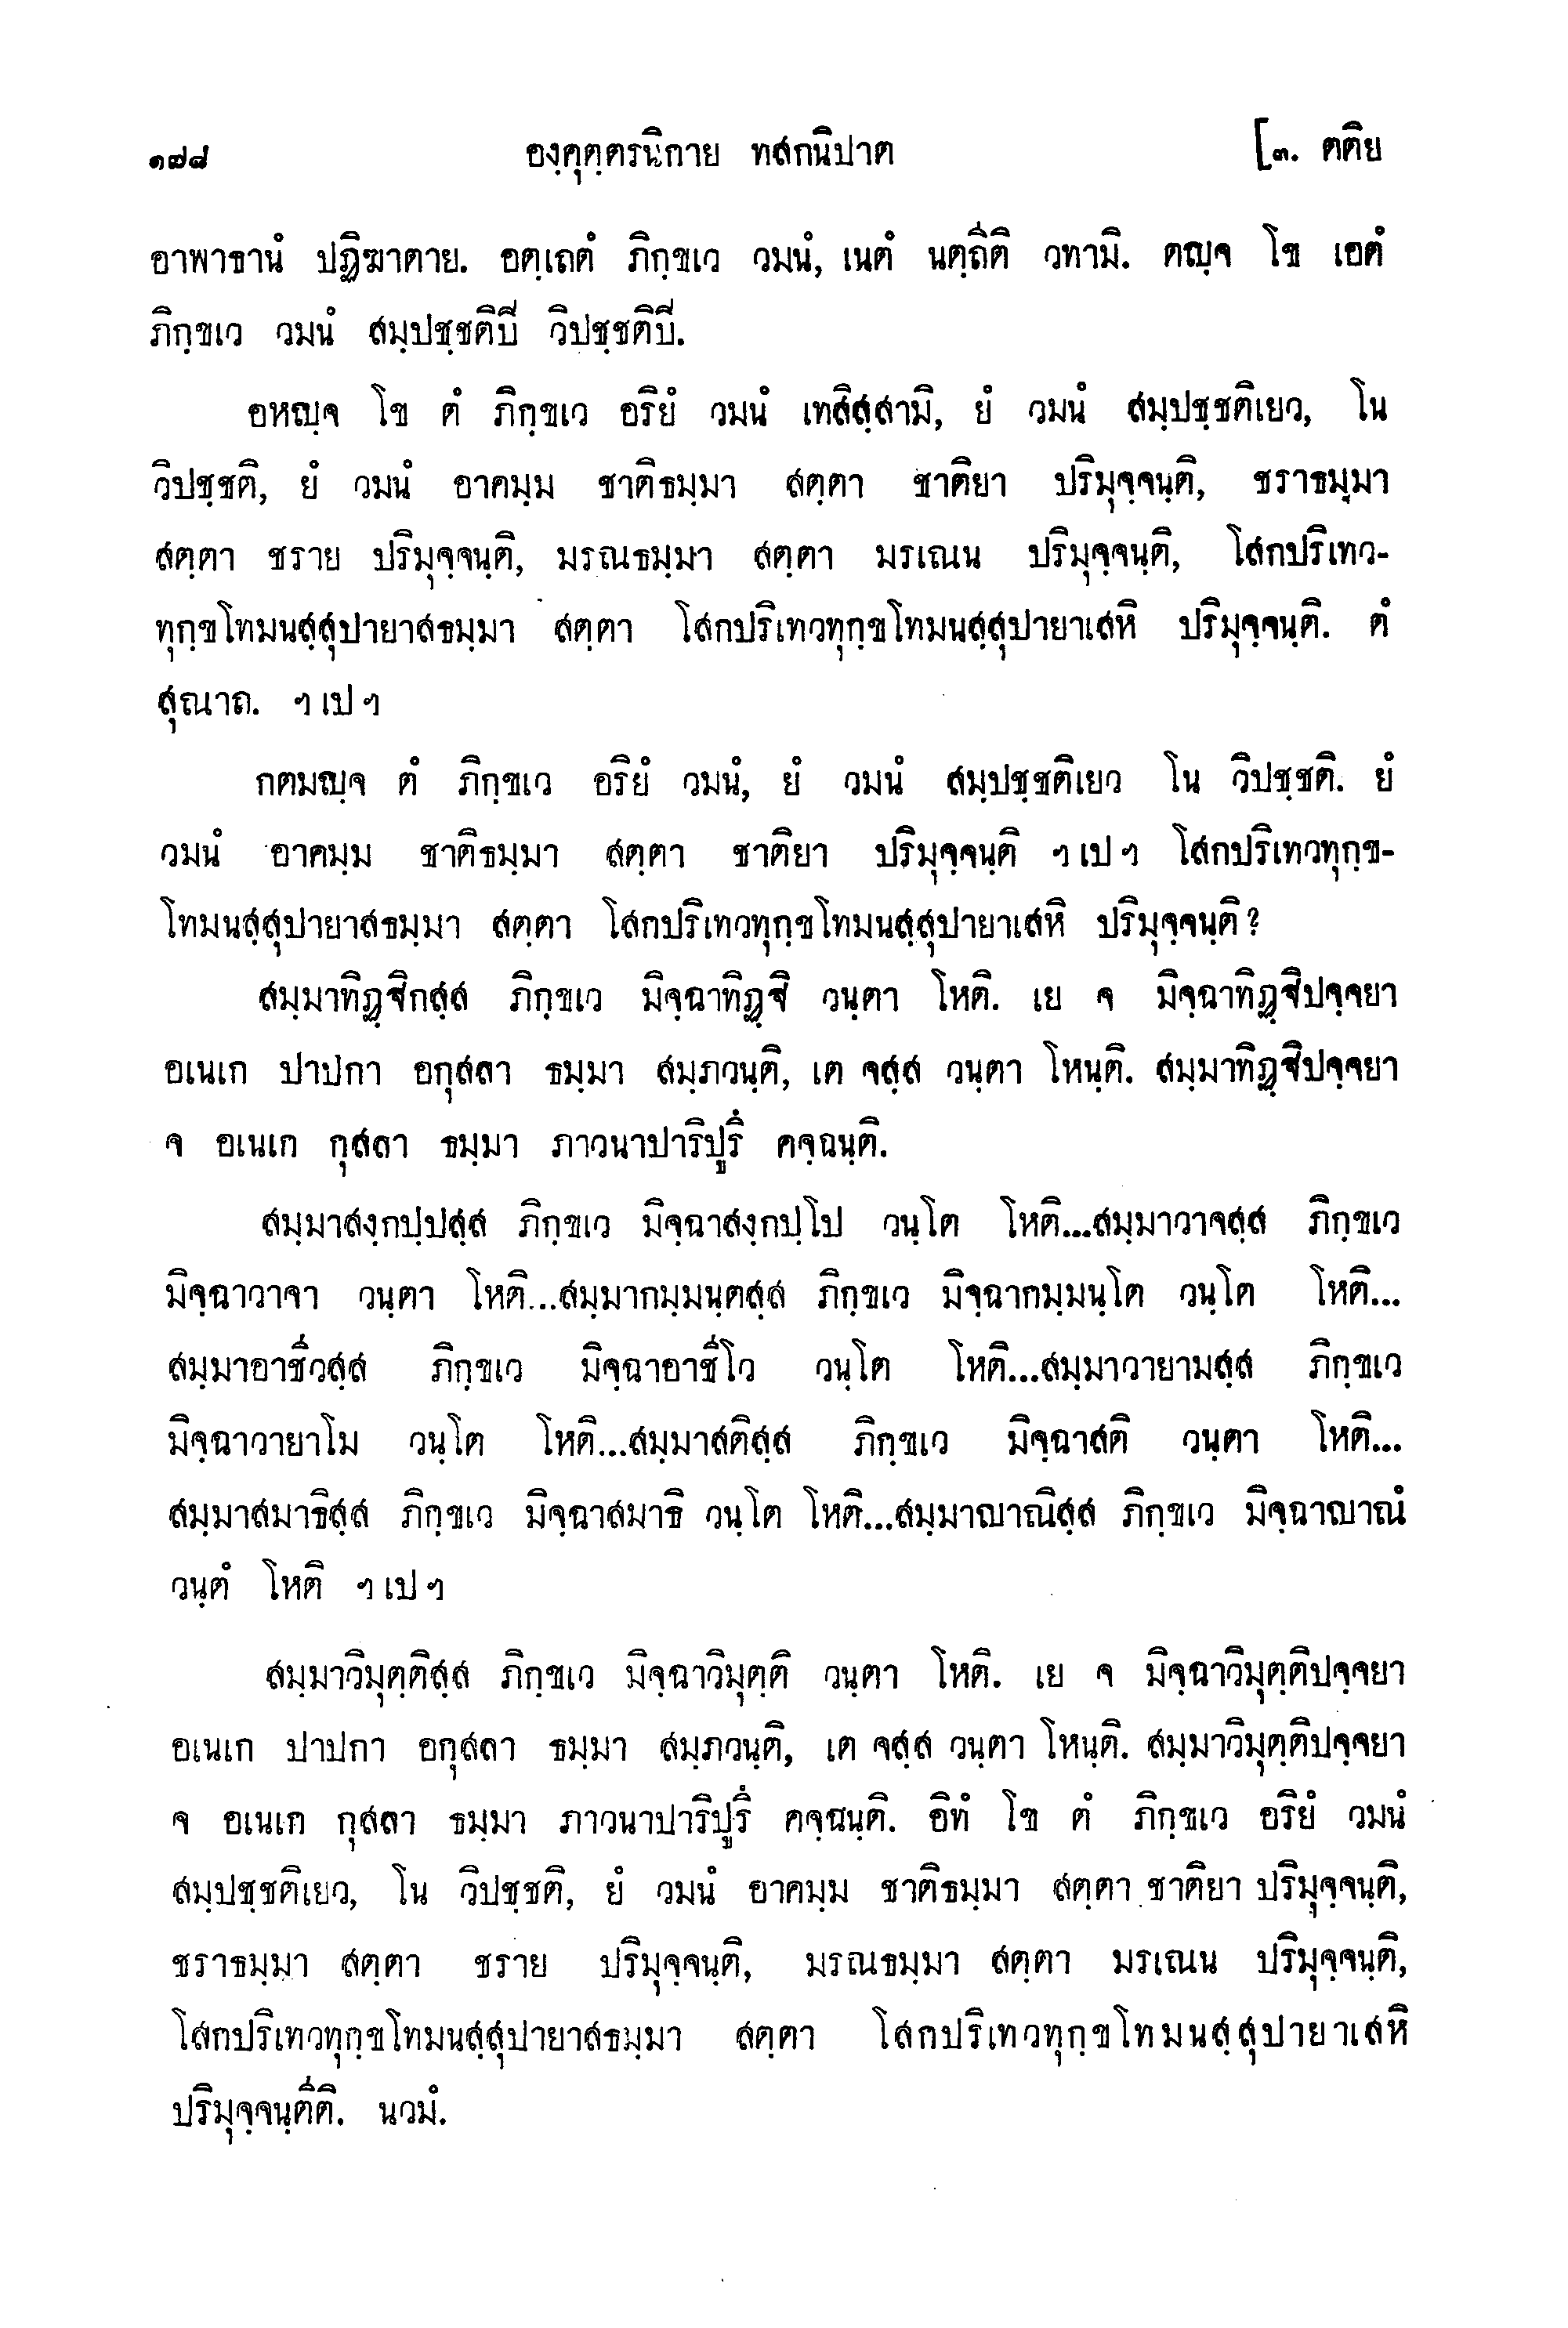 ๑๗๘ องฺคุตฺตรนิกาย ทสกนิปาต [๓. ตติย
อาพาธานํ ปฏิฆาตาย. อตฺเถตํ ภิกฺขเว วมนํ, เนตํ นตฺถีติ วทามิ. ตญฺจ โข เอตํ
ภิกฺขเว วมนํ สมฺปชฺชติปิ วิปชฺชติปิ.
อหญฺจ โข ตํ ภิกฺขเว อริยํ วมนํ เทสิสฺสามิ, ยํ วมนํ สมฺปชฺชติเยว, โน
วิปชฺชติ, ยํ วมนํ อาคมฺม ชาติธมฺมา สตฺตา ชาติยา ปริมุจฺจนฺติ, ชราธมฺมา
สตฺตา ชราย ปริมุจฺจนฺติ, มรณธมฺมา สตฺตา มรเณน ปริมุจฺจนฺติ, โสกปริเทว-
ทุกฺขโทมนสฺสุปายาสธมฺมา สตฺตา โสกปริเทวทุกฺขโทมนสฺสุปายาเสหิ ปริมุจฺจนฺติ. ตํ
สุณาถ. ฯ เป ฯ
กตมญฺจ ตํ ภิกฺขเว อริยํ วมนํ, ยํ วมนํ สมฺปชฺชติเยว โน วิปชฺชติ. ยํ
วมนํ อาคมฺม ชาติธมฺมา สตฺตา ชาติยา ปริมุจฺจนฺติ ฯ เป ฯ โสกปริเทวทุกฺข-
โทมนสฺสุปายาสธมฺมา สตฺตา โสกปริเทวทุกฺขโทมนสฺสุปายาเสหิ ปริมุจฺจนฺติ?
สมฺมาทิฏฺฐิกสฺส ภิกฺขเว มิจฺฉาทิฏฺฐิ วนฺตา โหติ. เย จ มิจฺฉาทิฏฺฐิปจฺจยา
อเนเก ปาปกา อกุสลา ธมฺมา สมฺภวนฺติ, เต จสฺส วนฺตา โหนฺติ. สมฺมาทิฏฺฐิปจฺจยา
จ อเนเก กุสลา ธมฺมา ภาวนาปาริปูรึ คจฺฉนฺติ.
สมฺมาสงฺกปฺปสฺส ภิกฺขเว มิจฺฉาสงฺกปฺโป วนฺโต โหติ...สมฺมาวาจสฺส ภิกฺขเว
มิจฺฉาวาจา วนฺตา โหติ...สมฺมากมฺมนฺตสฺส ภิกฺขเว มิจฺฉากมฺมนฺโต วนฺโต โหติ...
สมฺมาอาชีวสฺส ภิกฺขเว มิจฺฉาอาชีโว วนฺโต โหติ...สมฺมาวายามสฺส ภิกฺขเว
มิจฺฉาวายาโม วนฺโต โหติ...สมฺมาสติสฺส ภิกฺขเว มิจฺฉาสติ วนฺตา โหติ...
สมฺมาสมาธิสฺส ภิกฺขเว มิจฺฉาสมาธิ วนฺโต โหติ...สมฺมาญาณิสฺส ภิกฺขเว มิจฺฉาญาณํ
วนฺตํ โหติ ฯ เป ฯ
สมฺมาวิมุตฺติสฺส ภิกฺขเว มิจฺฉาวิมุตฺติ วนฺตา โหติ. เย จ มิจฺฉาวิมุตฺติปจฺจยา
อเนเก ปาปกา อกุสลา ธมฺมา สมฺภวนฺติ, เต จสฺส วนฺตา โหนฺติ. สมฺมาวิมุตฺติปจฺจยา
จ อเนเก กุสลา ธมฺมา ภาวนาปาริปูรึ คจฺฉนฺติ. อิทํ โข ตํ ภิกฺขเว อริยํ วมนํ
สมฺปชฺชติเยว, โน วิปชฺชติ, ยํ วมนํ อาคมฺม ชาติธมฺมา สตฺตา ชาติยา ปริมุจฺจนฺติ,
ชราธมฺมา สตฺตา ชราย ปริมุจฺจนฺติ, มรณธมฺมา สตฺตา มรเณน ปริมุจฺจนฺติ,
โสกปริเทวทุกฺขโทมนสฺสุปายาสธมฺมา สตฺตา โสกปริเทวทุกฺขโทมนสฺสุปายาเสหิ
ปริมุจฺจนฺตีติ. นวมํ.